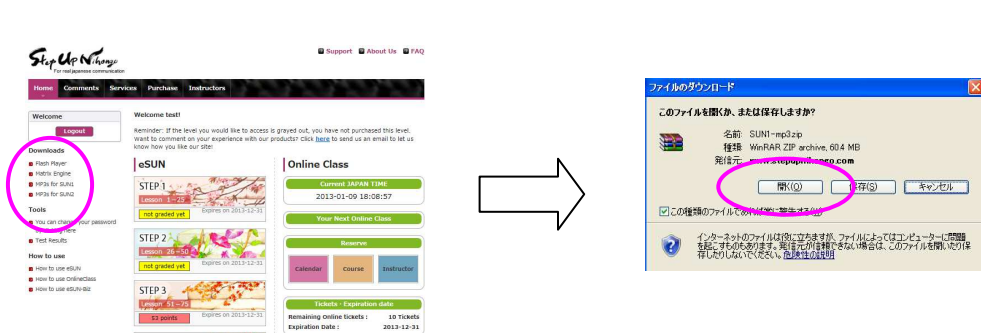 Step Up Nihongo
For real japanese communication
Support About Us FAQ
Home Comments Services Purchase Instructors
Welcome
Logout
Downloads
Flash Player
Matrix Engine
MP3s for SUN1
MP3s for SUN2
Tools
You can change your password
here
Test Results
How to use
How to use eSUN
How to use OnlineClass
How to use eSUN-Biz
Welcome test!
Reminder: If the level you would like to access is grayed out, you have not purchased this level.
Want to comment on your experience with our products? Click here to send us an email to let us
know how you like our site!
eSUN
STEP 1
Lesson 1~25
not graded yet
Expires on 2013-12-31
STEP 2
Lesson 26~50
not graded yet
Expires on 2013-12-31
STEP 3
Lesson 51~75
53 points
Expires on 2013-12-31
Online Class
Current JAPAN TIME
2013-01-09 18:08:57
Your Next Online Class
Reserve
Calendar Course Instructor
Tickets - Expiration date
Remaining Online tickets : 10 Tickets
Expiration Date : 2013-12-31
ファイルのダウンロード
このファイルを開くか、または保存しますか?
名前: SUN1-mp3.zip
種類: WinRAR ZIP archive, 60.4 MB
発信元: www.stepupnihongo.com
開く(O) 保存(S) キャンセル
この種類のファイルであれば常に警告する(W)
インターネットのファイルは役に立ちますが、ファイルによってはコンピューターに問題
を起こすものもあります。発信元が信頼できない場合は、このファイルを開いたり保
存したりしないでください。危険性の説明